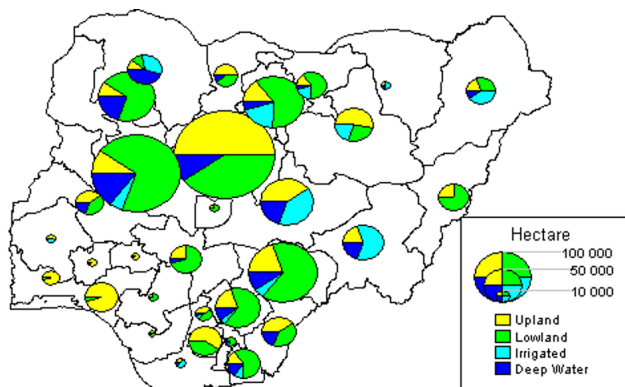 Hectare
100 000
50 000
10 000
Upland
Lowland
Irrigated
Deep Water